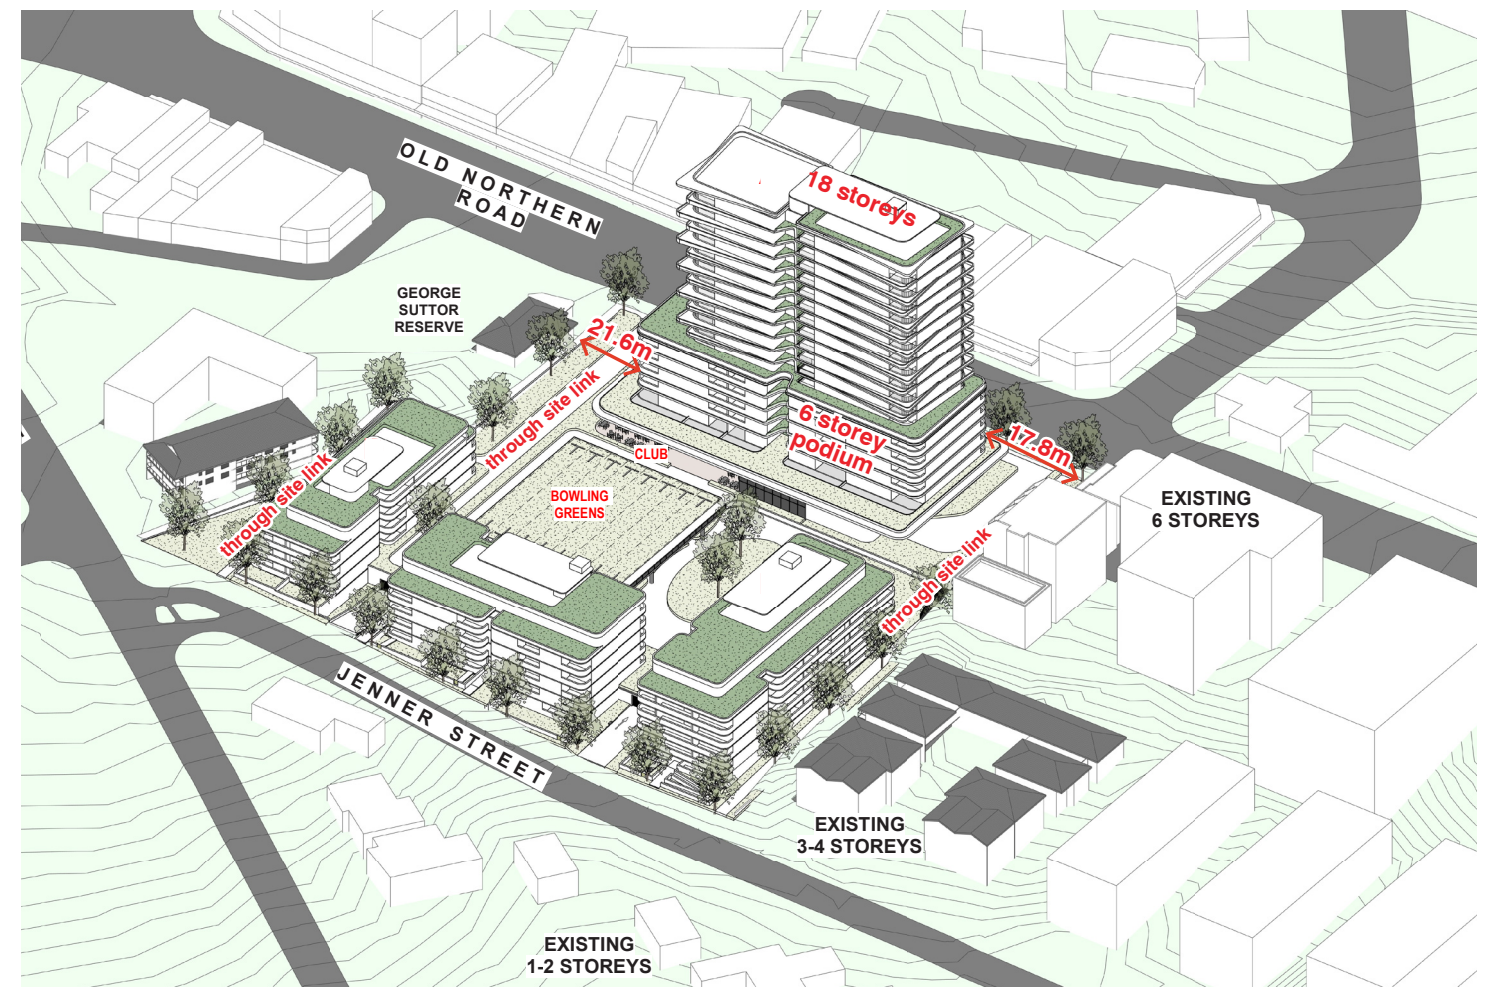 OLD NORTHERN
ROAD
18 storeys
GEORGE
SUTTOR
RESERVE
21.6m
through site link
6 storey
podium
17.8m
CLUB
BOWLING
GREENS
EXISTING
6 STOREYS
through site link
through site link
JENNER STREET
EXISTING
3-4 STOREYS
EXISTING
1-2 STOREYS